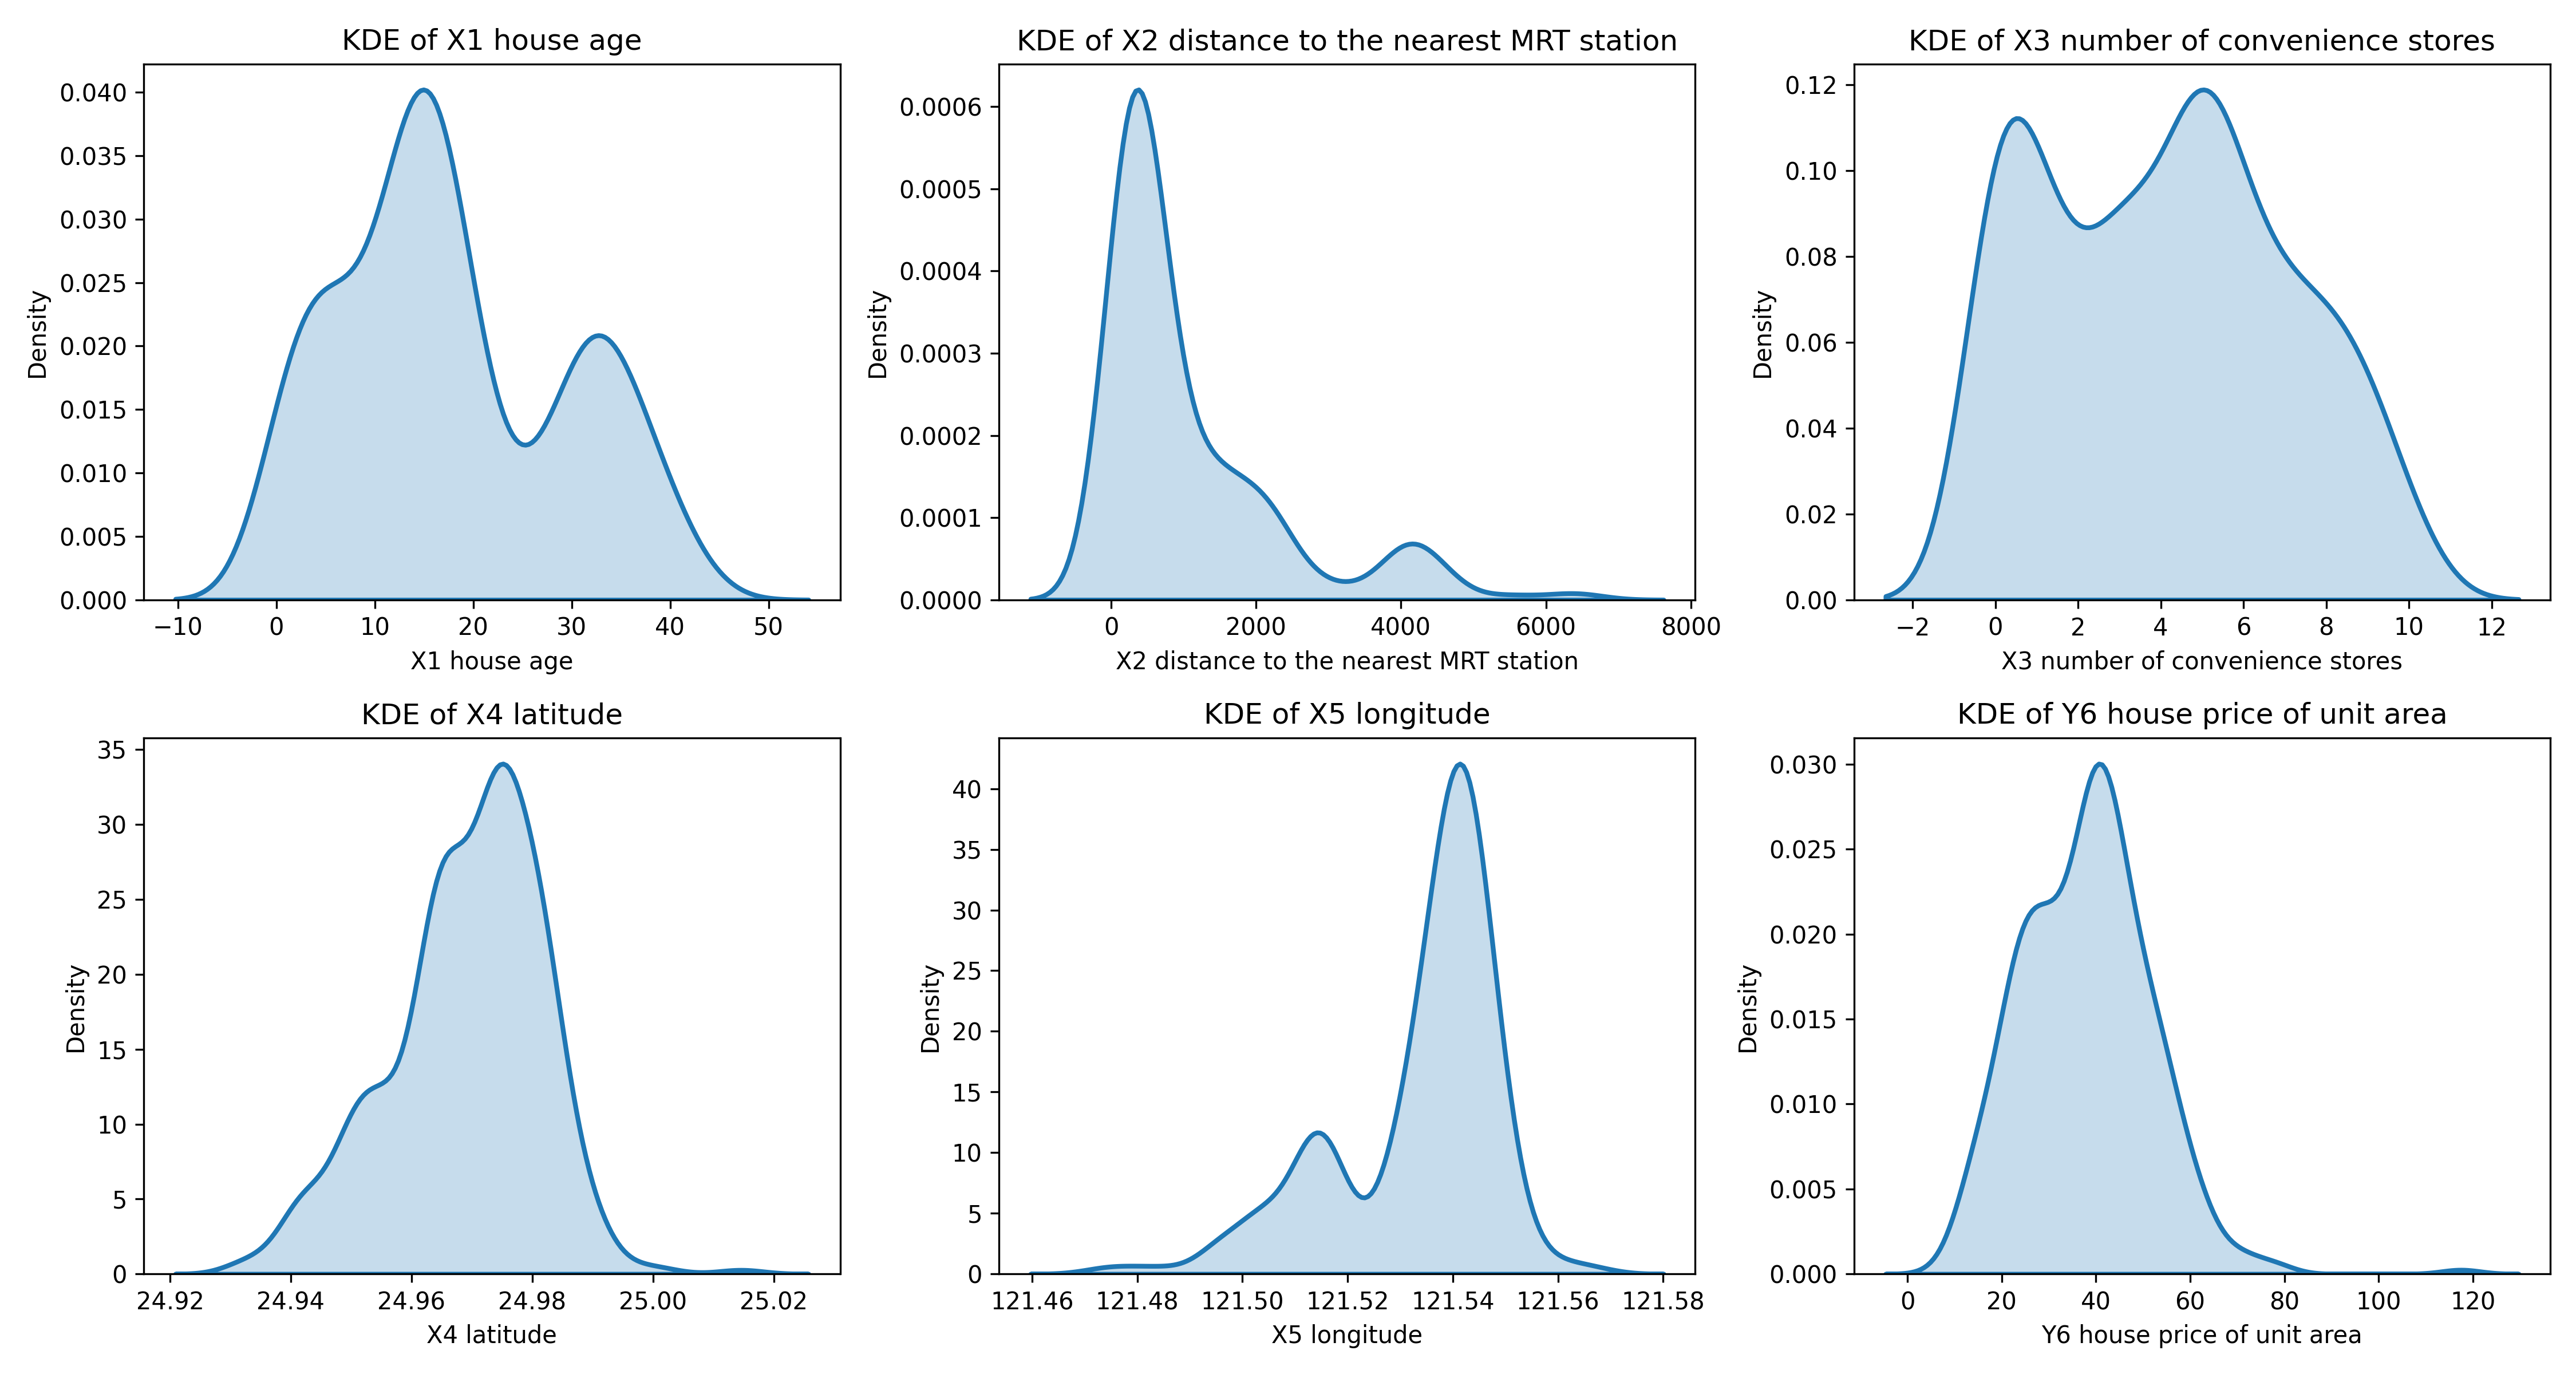 KDE of X1 house age
0.040
0.035
0.030
0.025
0.020
0.015
0.010
0.005
0.000
Density
−10 0 10 20 30 40 50
X1 house age
KDE of X2 distance to the nearest MRT station
0.0006
0.0005
0.0004
0.0003
0.0002
0.0001
0.0000
Density
0 2000 4000 6000 8000
X2 distance to the nearest MRT station
KDE of X3 number of convenience stores
0.12
0.10
0.08
0.06
0.04
0.02
0.00
Density
−2 0 2 4 6 8 10 12
X3 number of convenience stores
KDE of X4 latitude
35
30
25
20
15
10
5
0
Density
24.92 24.94 24.96 24.98 25.00 25.02
X4 latitude
KDE of X5 longitude
40
35
30
25
20
15
10
5
0
Density
121.46 121.48 121.50 121.52 121.54 121.56 121.58
X5 longitude
KDE of Y6 house price of unit area
0.030
0.025
0.020
0.015
0.010
0.005
0.000
Density
0 20 40 60 80 100 120
Y6 house price of unit area